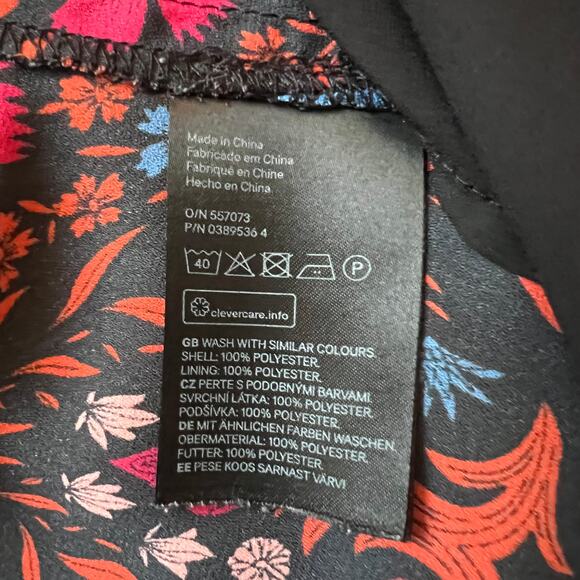 Made in China
Fabricado em China
Fabriqué en Chine
Hecho en China
O/N 557073
P/N 0389536 4
40 P
clevercare.info
GB WASH WITH SIMILAR COLOURS.
SHELL: 100% POLYESTER.
LINING: 100% POLYESTER.
CZ PERTE S PODOBNÝMI BARVAMI.
SVRCHNÍ LÁTKA: 100% POLYESTER.
PODŠÍVKA: 100% POLYESTER.
DE MIT ÄHNLICHEN FARBEN WASCHEN.
OBERMATERIAL: 100% POLYESTER.
FUTTER: 100% POLYESTER.
EE PESE KOOS SARNAST VÄRVI